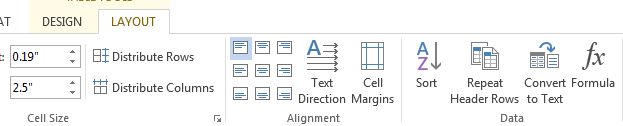 DESIGN LAYOUT
0.19"
Distribute Rows
2.5"
Distribute Columns
Cell Size
A
Text
Direction
Cell
Margins
Alignment
A
Z
Sort
Repeat
Header Rows
Convert
to Text
fx
Formula
Data